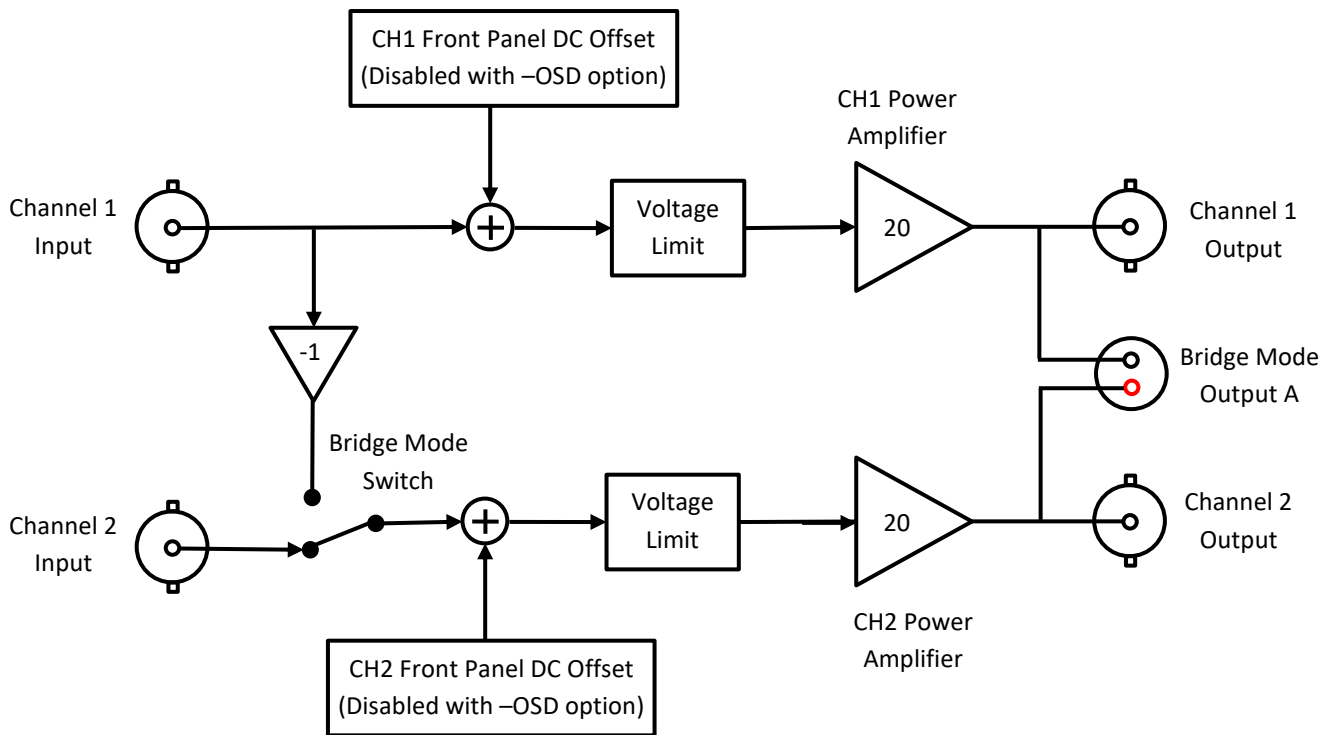 CH1 Front Panel DC Offset
(Disabled with –OSD option)
CH1 Power
Amplifier
Channel 1
Input
Voltage
Limit
20
Channel 1
Output
-1
Bridge Mode
Output A
Bridge Mode
Switch
Channel 2
Input
Voltage
Limit
20
Channel 2
Output
CH2 Power
Amplifier
CH2 Front Panel DC Offset
(Disabled with –OSD option)